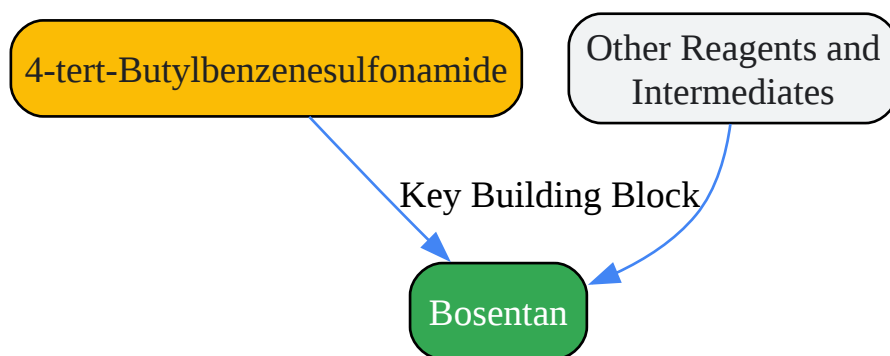 4-tert-Butylbenzenesulfonamide
Other Reagents and
Intermediates
Key Building Block
Bosentan